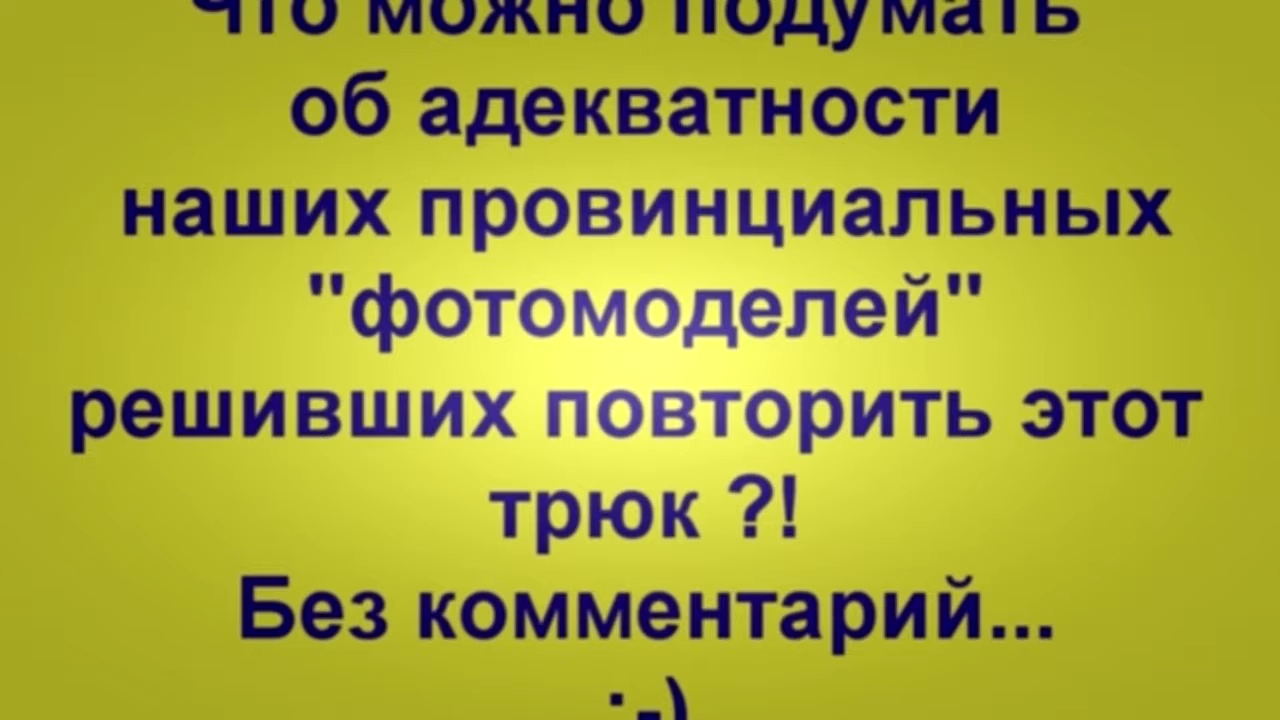 Что можно подумать
об адекватности
наших провинциальных
"фотомоделей"
решивших повторить этот
трюк ?!
Без комментарий...
:-)